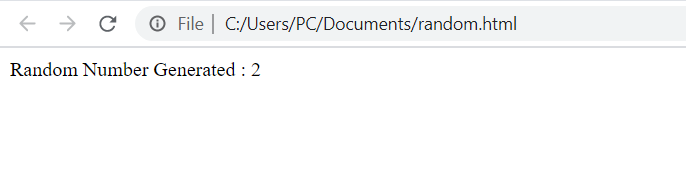 File | C:/Users/PC/Documents/random.html
Random Number Generated : 2